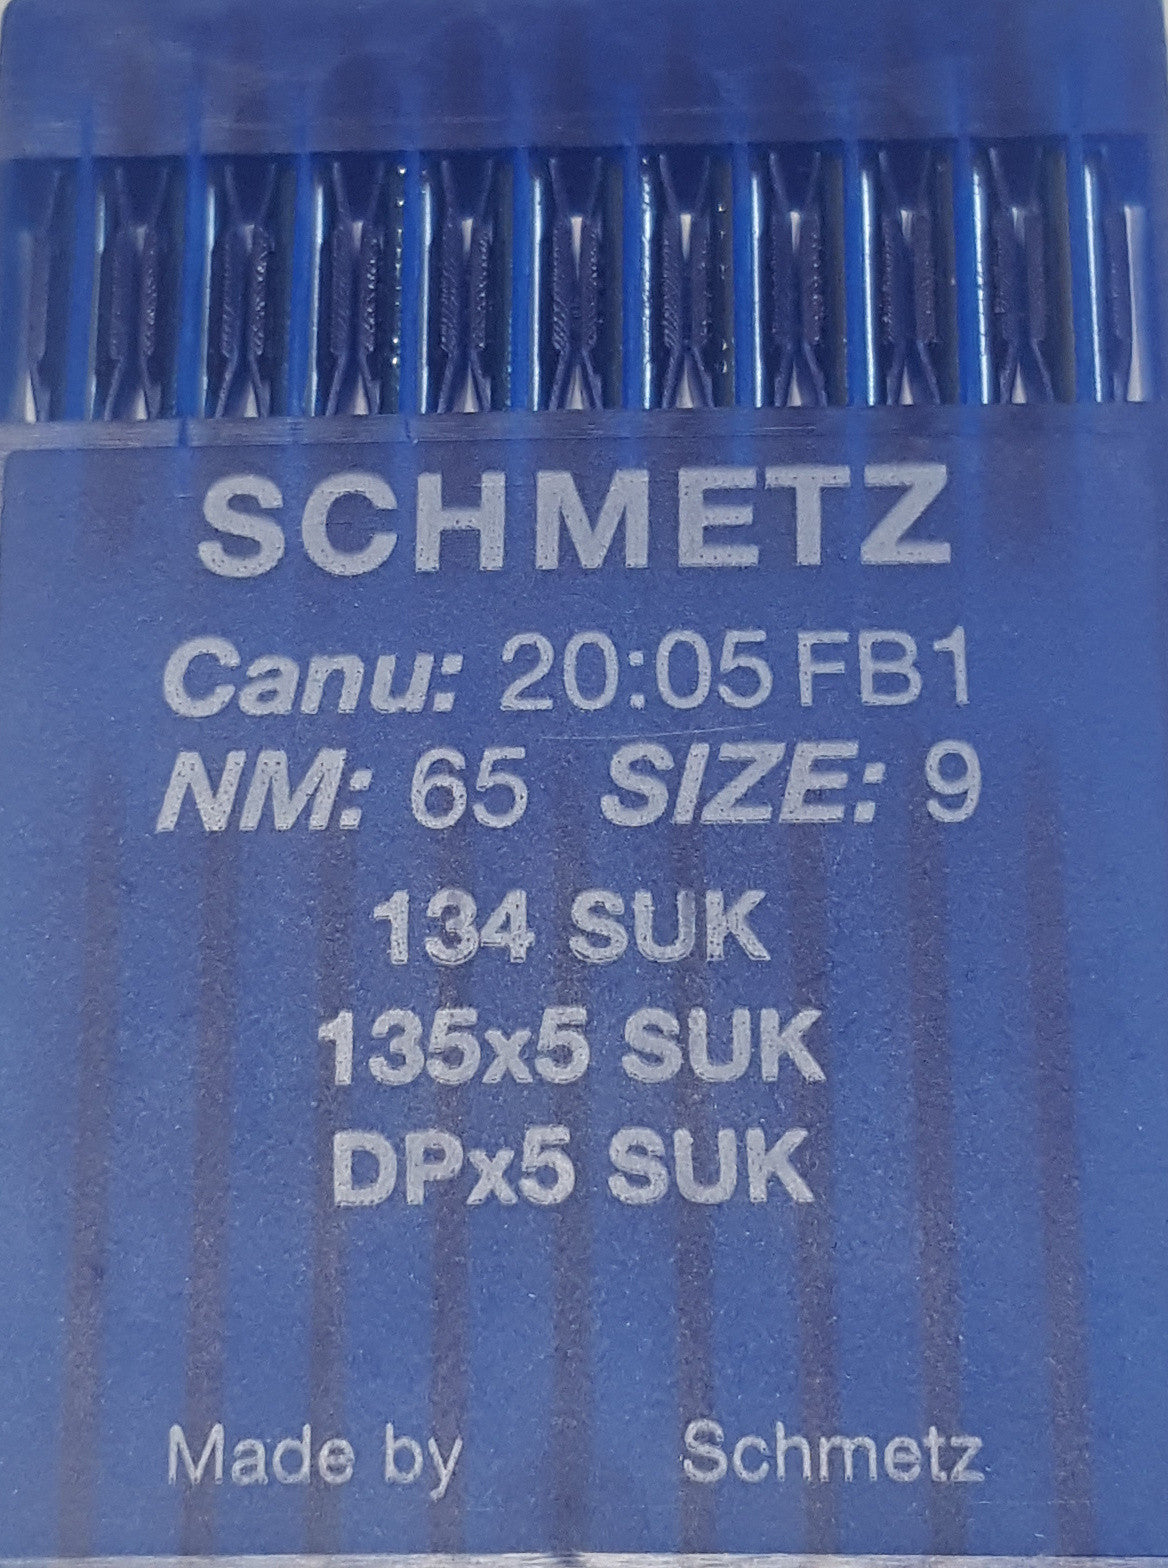 SCHMETZ
Canu: 20:05 FB1
NM: 65 SIZE: 9
134 SUK
135x5 SUK
DPx5 SUK
Made by Schmetz